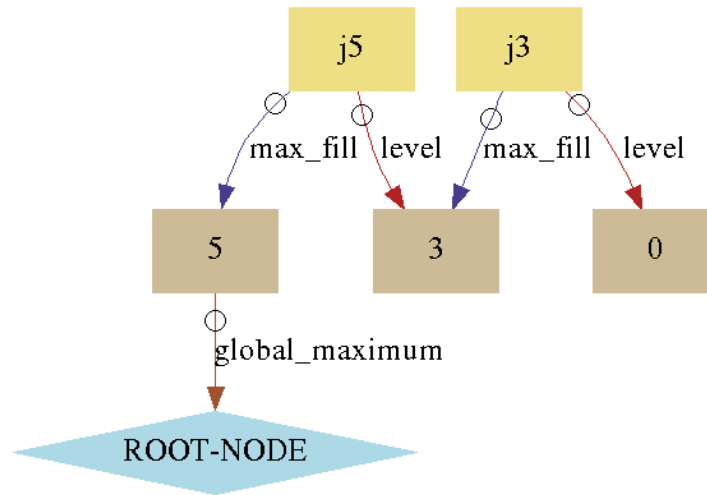 j5 j3
max_fill level max_fill level
5 3 0
global_maximum
ROOT-NODE